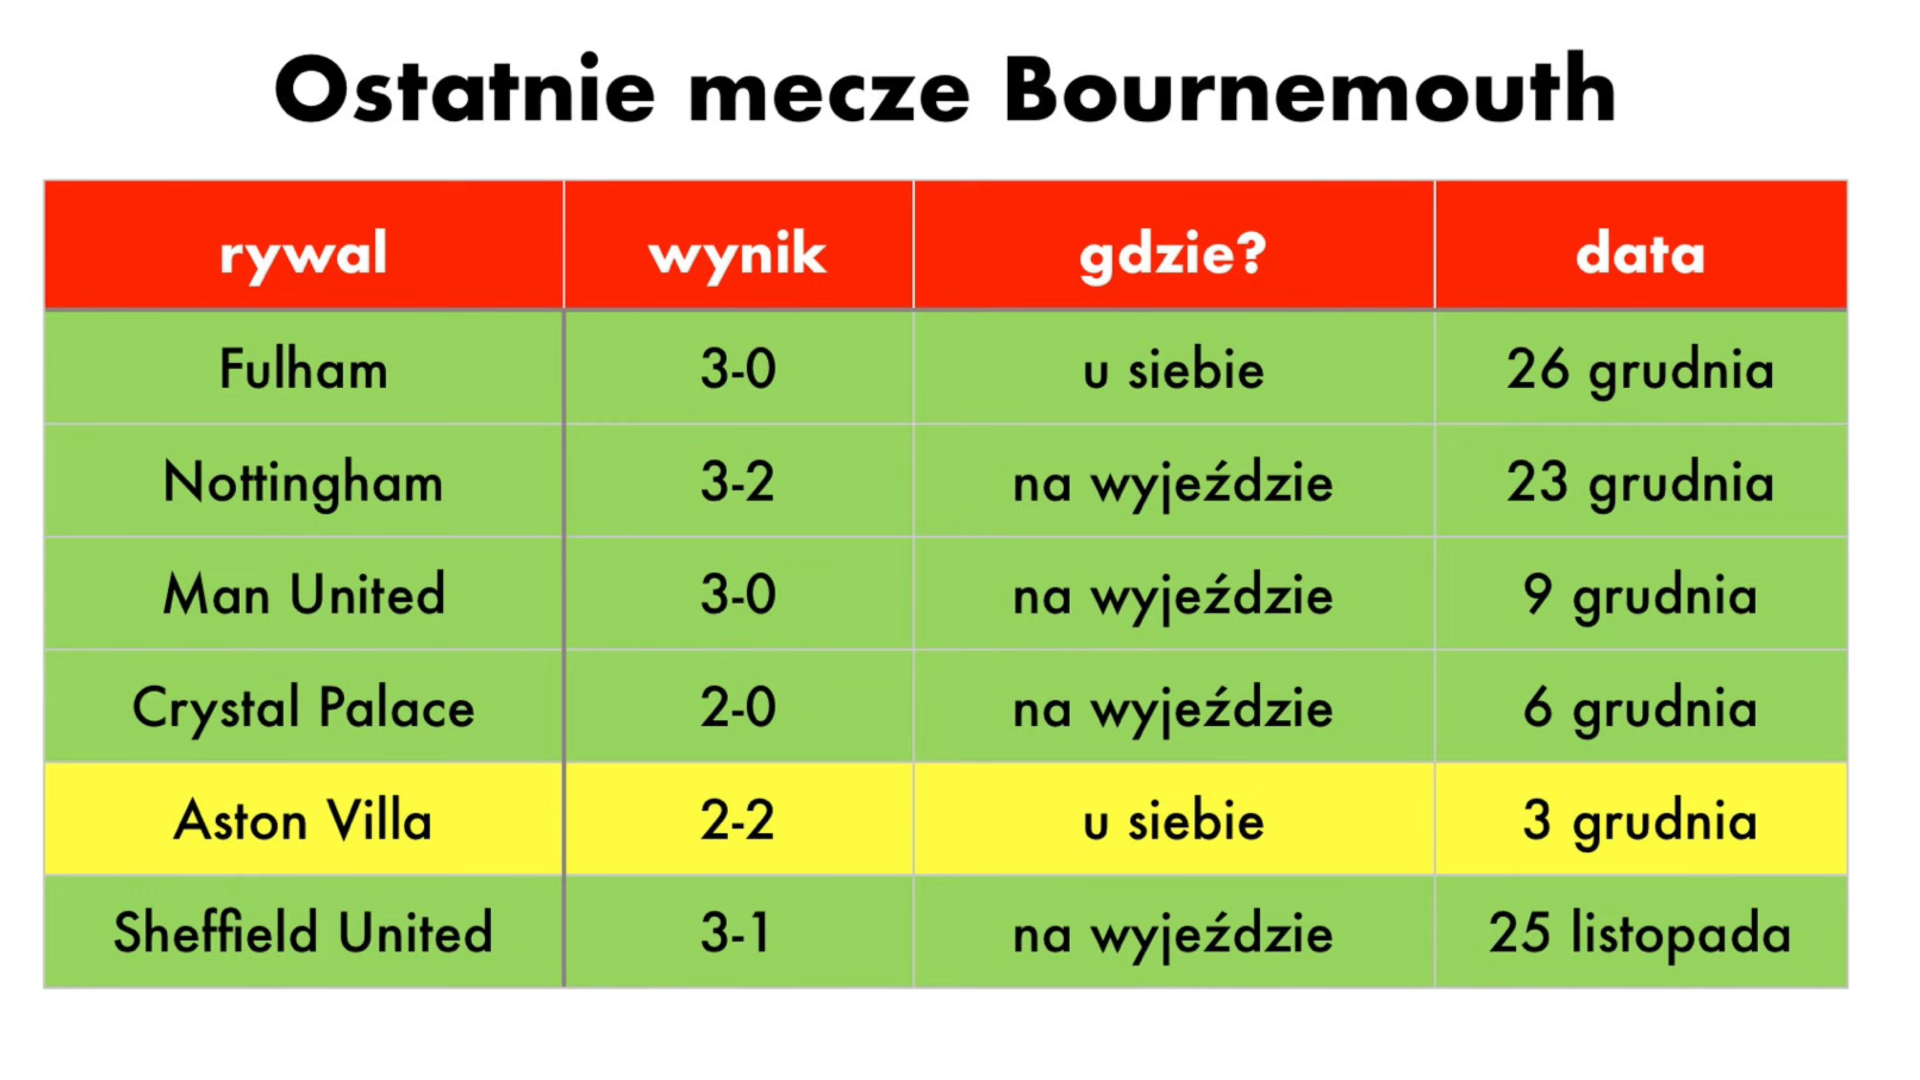 Ostatnie mecze Bournemouth
rywal wynik gdzie? data
Fulham 3-0 u siebie 26 grudnia
Nottingham 3-2 na wyjeździe 23 grudnia
Man United 3-0 na wyjeździe 9 grudnia
Crystal Palace 2-0 na wyjeździe 6 grudnia
Aston Villa 2-2 u siebie 3 grudnia
Sheffield United 3-1 na wyjeździe 25 listopada